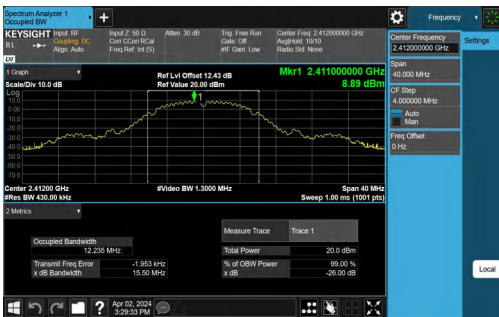 Spectrum Analyzer 1
Occupied BW
Frequency
KEYSIGHT
Input: RF
Coupling: DC
Align: Auto
Input Z: 50 Ω
Corr CCorr RCal
Freq Ref: Int (S)
Atten: 30 dB
Trig: Free Run
Gate: Off
#IF Gain: Low
Center Freq: 2.412000000 GHz
Avg|Hold: 10/10
Radio Std: None
RL
LXI
Center Frequency
2.412000000 GHz
Settings
Span
40.000 MHz
CF Step
4.000000 MHz
Auto
Man
Freq Offset
0 Hz
1 Graph
Scale/Div 10.0 dB
Ref Lvl Offset 12.43 dB
Ref Value 20.00 dBm
Mkr1 2.411000000 GHz
8.89 dBm
Log
10.0
0.00
-10.0
-20.0
-30.0
-40.0
-50.0
-60.0
-70.0
1
Center 2.41200 GHz
#Res BW 430.00 kHz
#Video BW 1.3000 MHz
Span 40 MHz
Sweep 1.00 ms (1001 pts)
2 Metrics
Measure Trace
Trace 1
Occupied Bandwidth
12.235 MHz
Total Power
20.0 dBm
Transmit Freq Error
-1.953 kHz
% of OBW Power
99.00 %
x dB Bandwidth
15.50 MHz
x dB
-26.00 dB
Local
Apr 02, 2024
3:29:33 PM